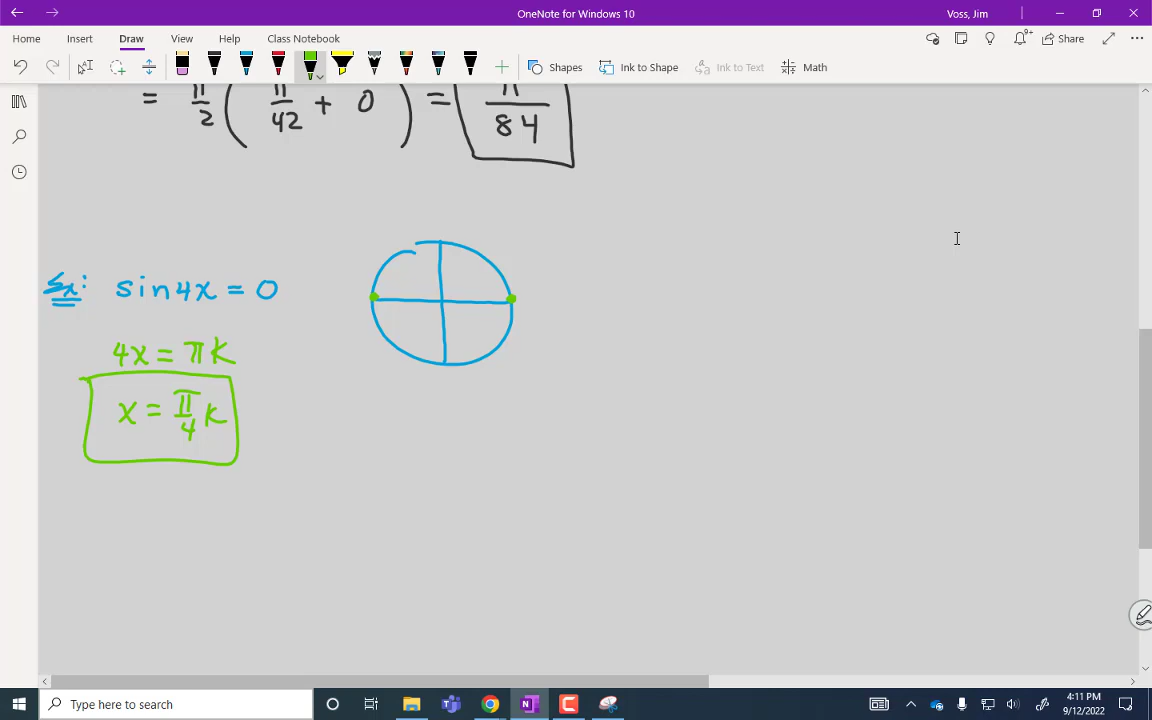 OneNote for Windows 10
Voss, Jim
Home Insert Draw View Help Class Notebook
9+ Share
Shapes Ink to Shape Ink to Text Math
= π/2 ( π/42 + 0 ) = π/84
Ex: sin4x = 0
4x = πk
x = π/4 k
Type here to search
4:11 PM
9/12/2022